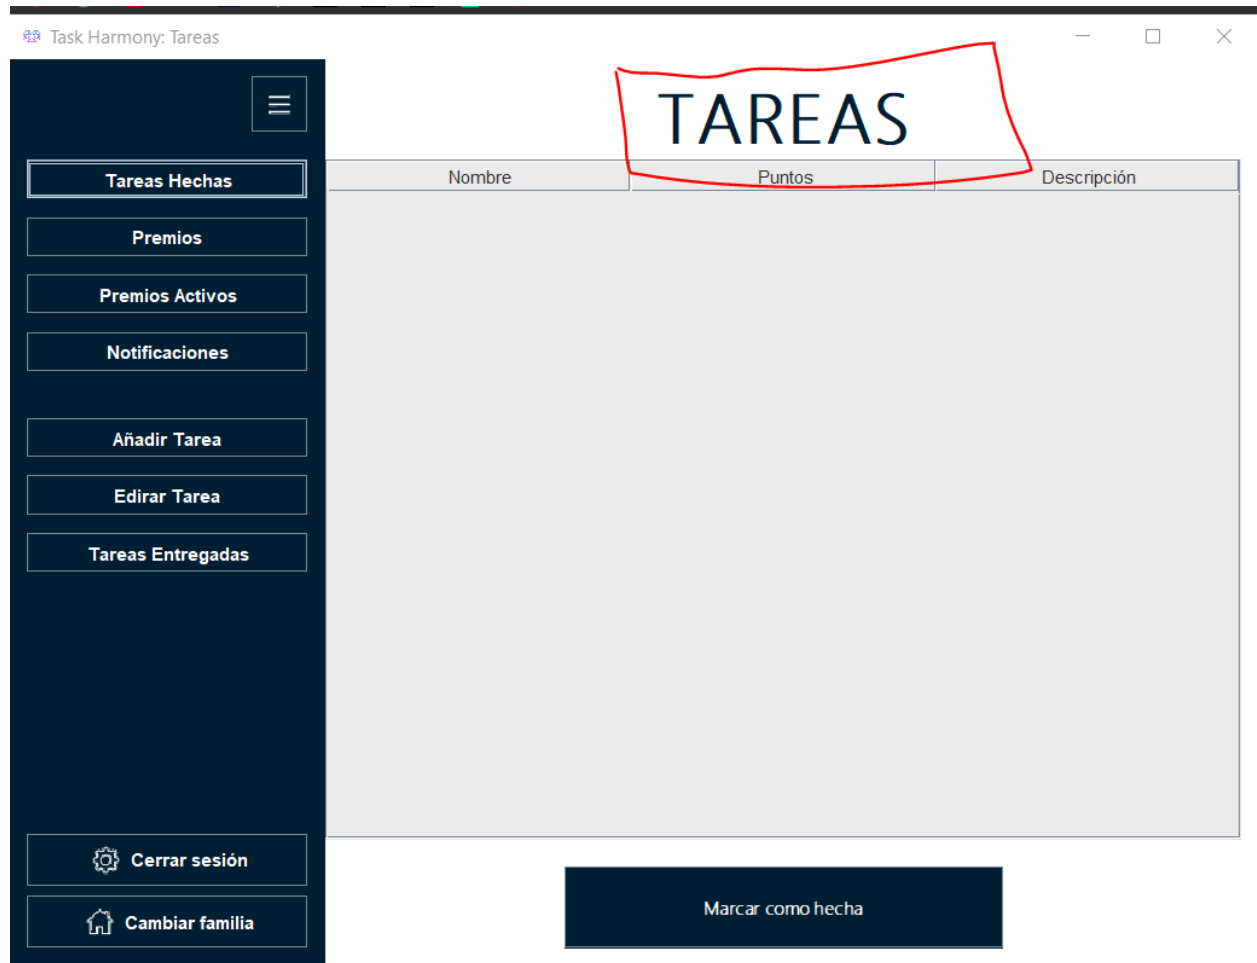 Task Harmony: Tareas
TAREAS
Nombre Puntos Descripción
Tareas Hechas
Premios
Premios Activos
Notificaciones
Añadir Tarea
Edirar Tarea
Tareas Entregadas
Cerrar sesión
Cambiar familia
Marcar como hecha